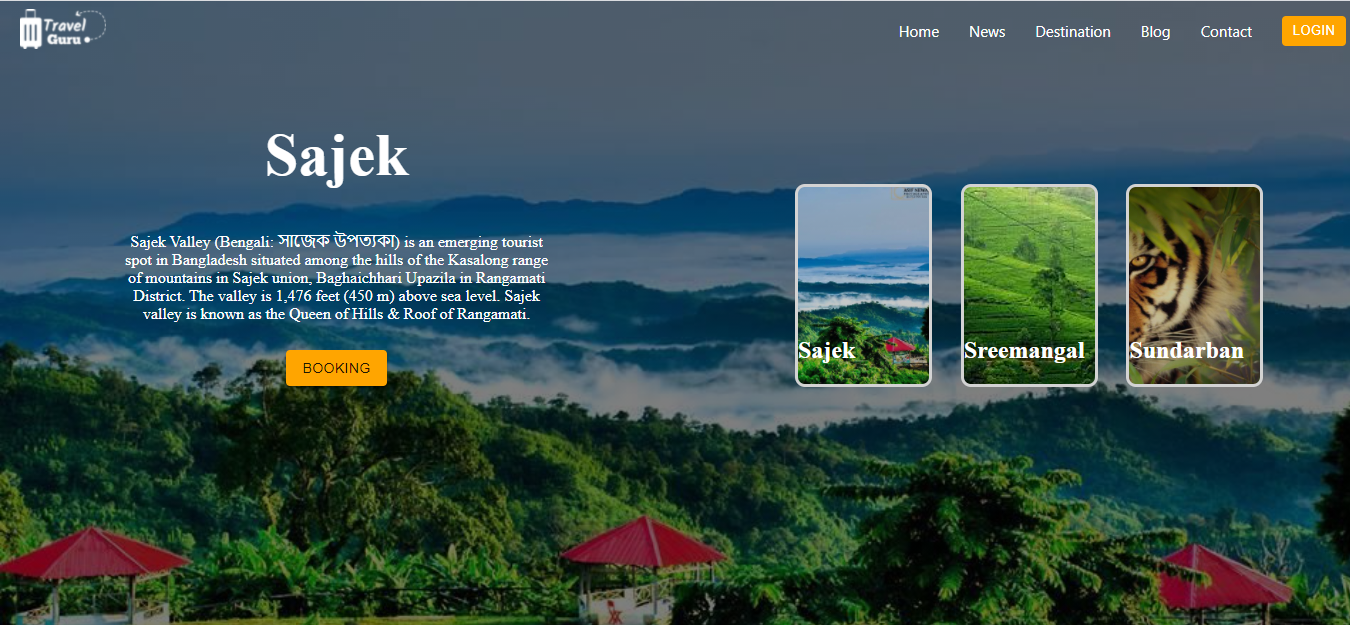 Travel
Guru
Home
News
Destination
Blog
Contact
LOGIN
Sajek
Sajek Valley (Bengali: সাজেক উপত্যকা) is an emerging tourist
spot in Bangladesh situated among the hills of the Kasalong range
of mountains in Sajek union, Baghaichhari Upazila in Rangamati
District. The valley is 1,476 feet (450 m) above sea level. Sajek
valley is known as the Queen of Hills & Roof of Rangamati.
BOOKING
Sajek
Sreemangal
Sundarban